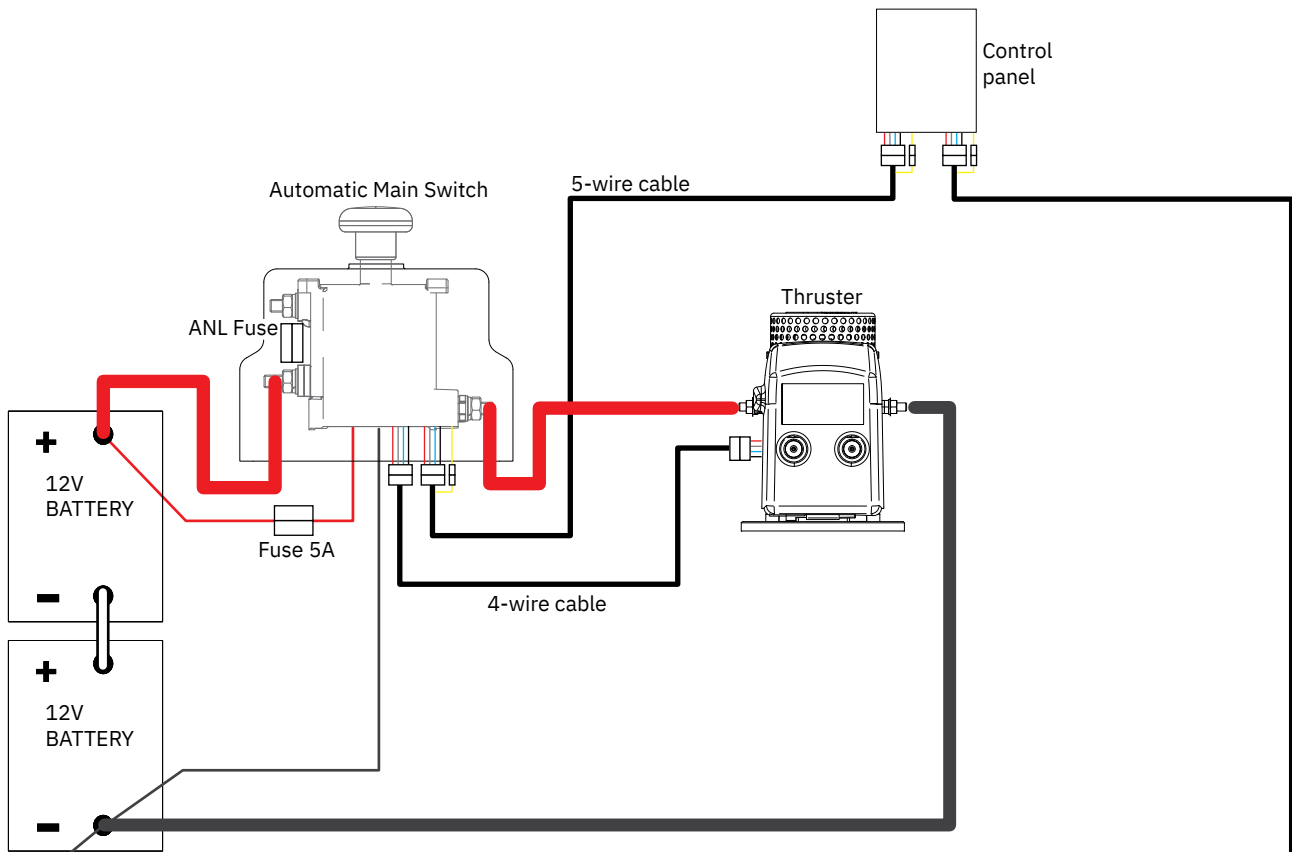 Control
panel
5-wire cable
Automatic Main Switch
Thruster
ANL Fuse
+
12V
BATTERY
Fuse 5A
-
4-wire cable
+
12V
BATTERY
-